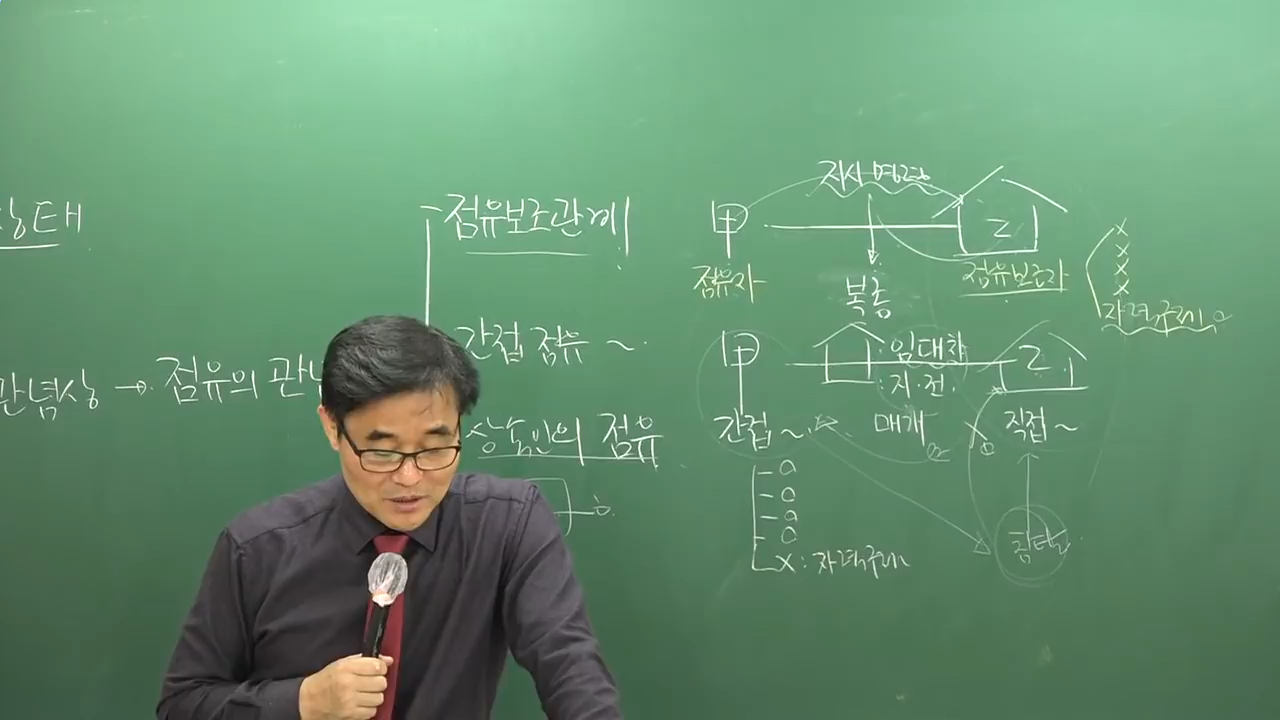 상태
관념상 → 점유의 관념
점유보조관계
간접 점유 ~
상속인의 점유
지사 명령
甲
乙
점유자
점유보조자
복종
x
x
x
x
자력구제 o
甲
: 임대차
: 지·전
乙
간접 ~
매개
직접 ~
o
o
o
o
x : 자력구제
침탈